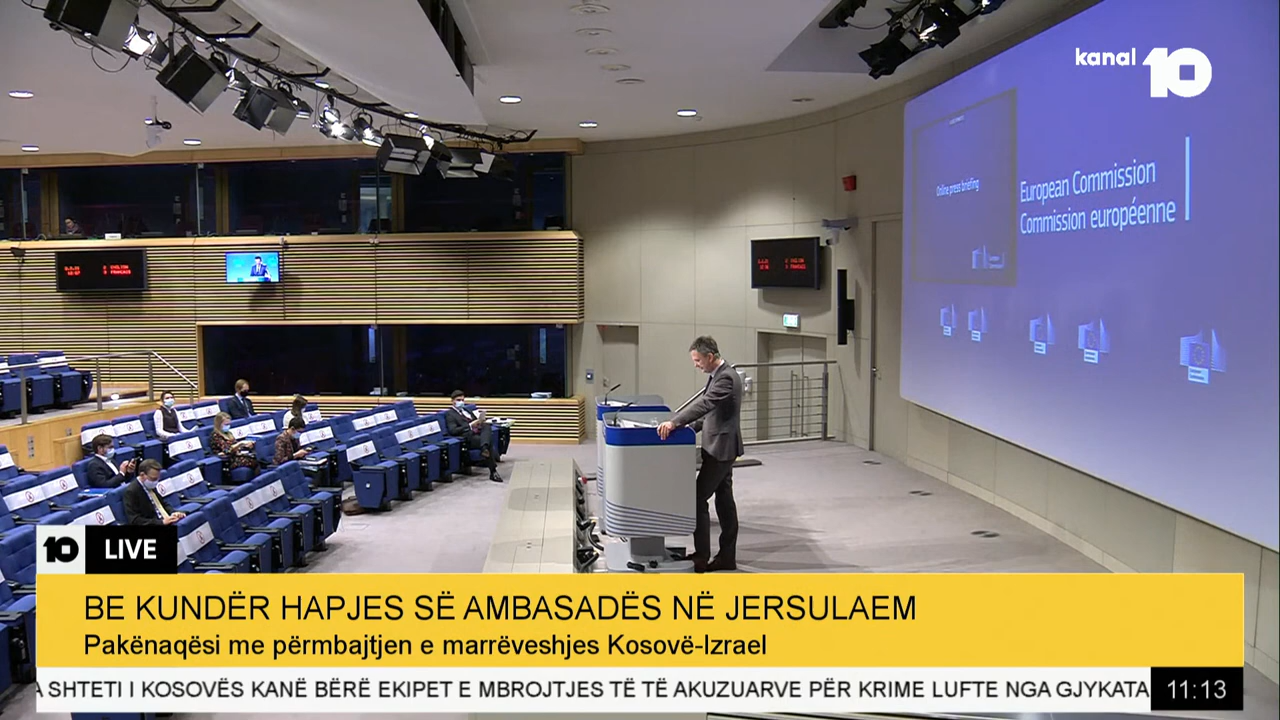 kanal 10
Online press briefing
European Commission
Commission européenne
10 LIVE
BE KUNDËR HAPJES SË AMBASADËS NË JERSULAEM
Pakënaqësi me përmbajtjen e marrëveshjes Kosovë-Izrael
A SHTETI I KOSOVËS KANË BËRË EKIPET E MBROJTJES TË TË AKUZUARVE PËR KRIME LUFTE NGA GJYKATA
11:13